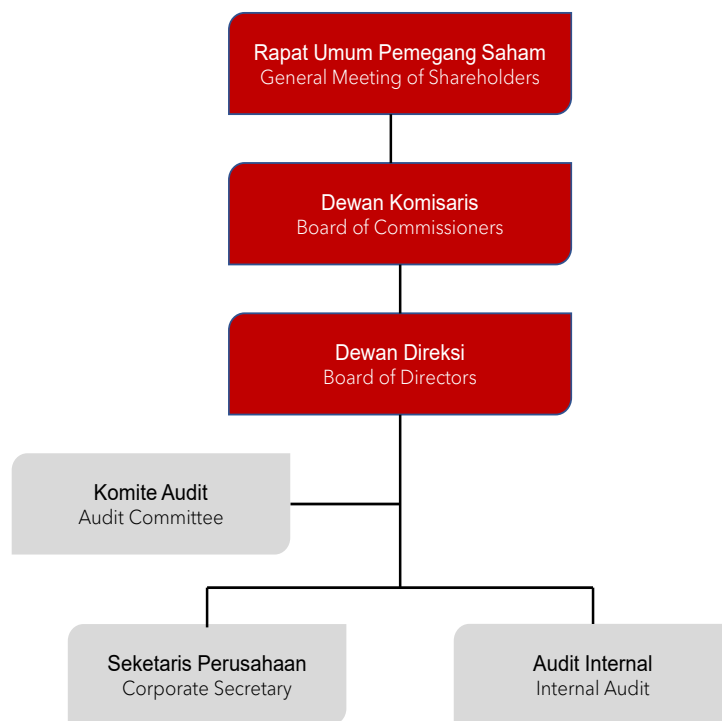 Rapat Umum Pemegang Saham
General Meeting of Shareholders
Dewan Komisaris
Board of Commissioners
Dewan Direksi
Board of Directors
Komite Audit
Audit Committee
Seketaris Perusahaan
Corporate Secretary
Audit Internal
Internal Audit